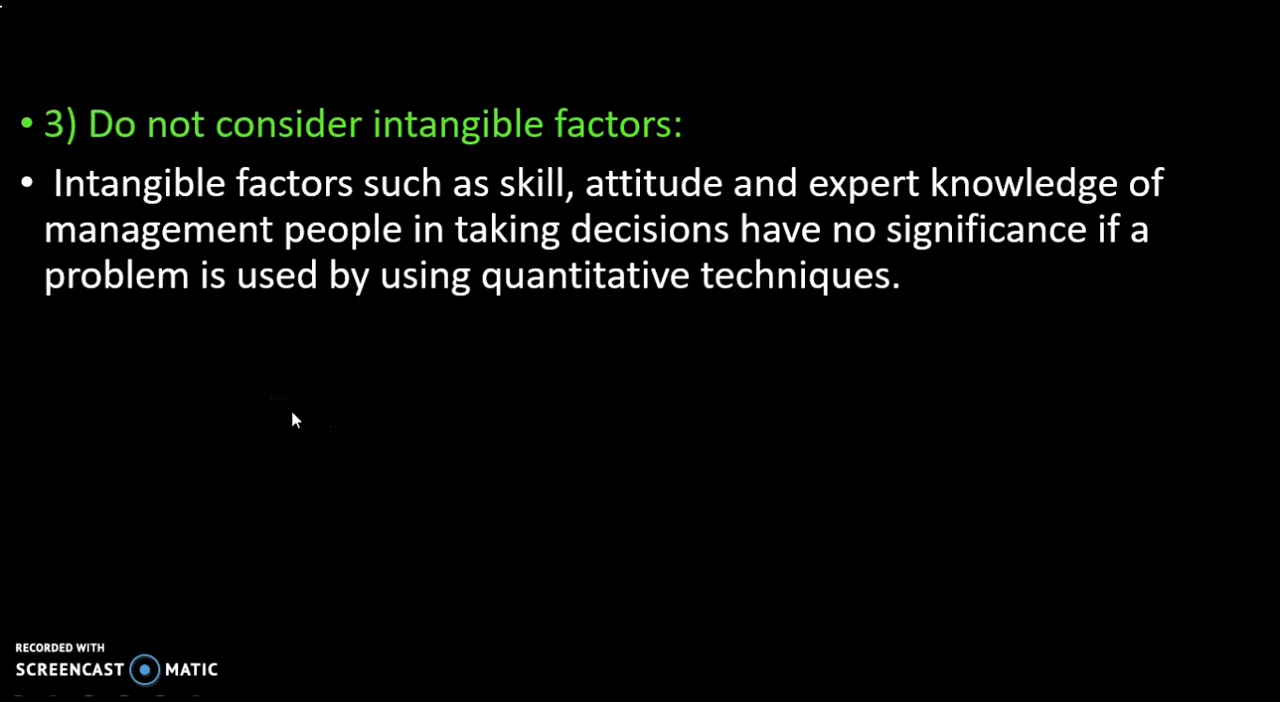 • 3) Do not consider intangible factors:
• Intangible factors such as skill, attitude and expert knowledge of
management people in taking decisions have no significance if a
problem is used by using quantitative techniques.
RECORDED WITH
SCREENCAST MATIC